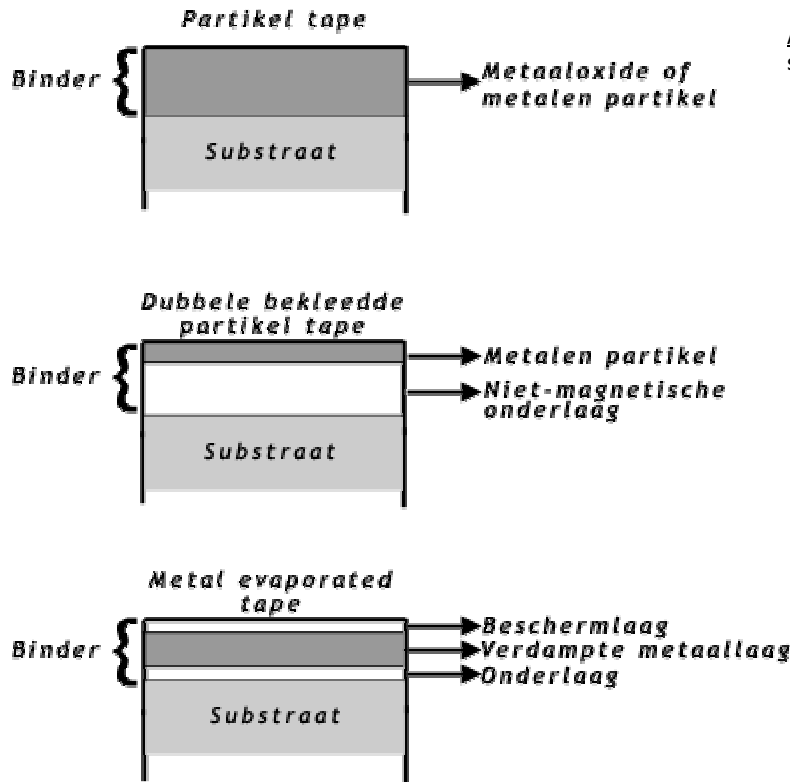 Partikel tape
Binder
Metaaloxide of
metalen partikel
Substraat
Dubbele bekleedde
partikel tape
Binder
Metalen partikel
Niet-magnetische
onderlaag
Substraat
Metal evaporated
tape
Binder
Beschermlaag
Verdampte metaallaag
Onderlaag
Substraat